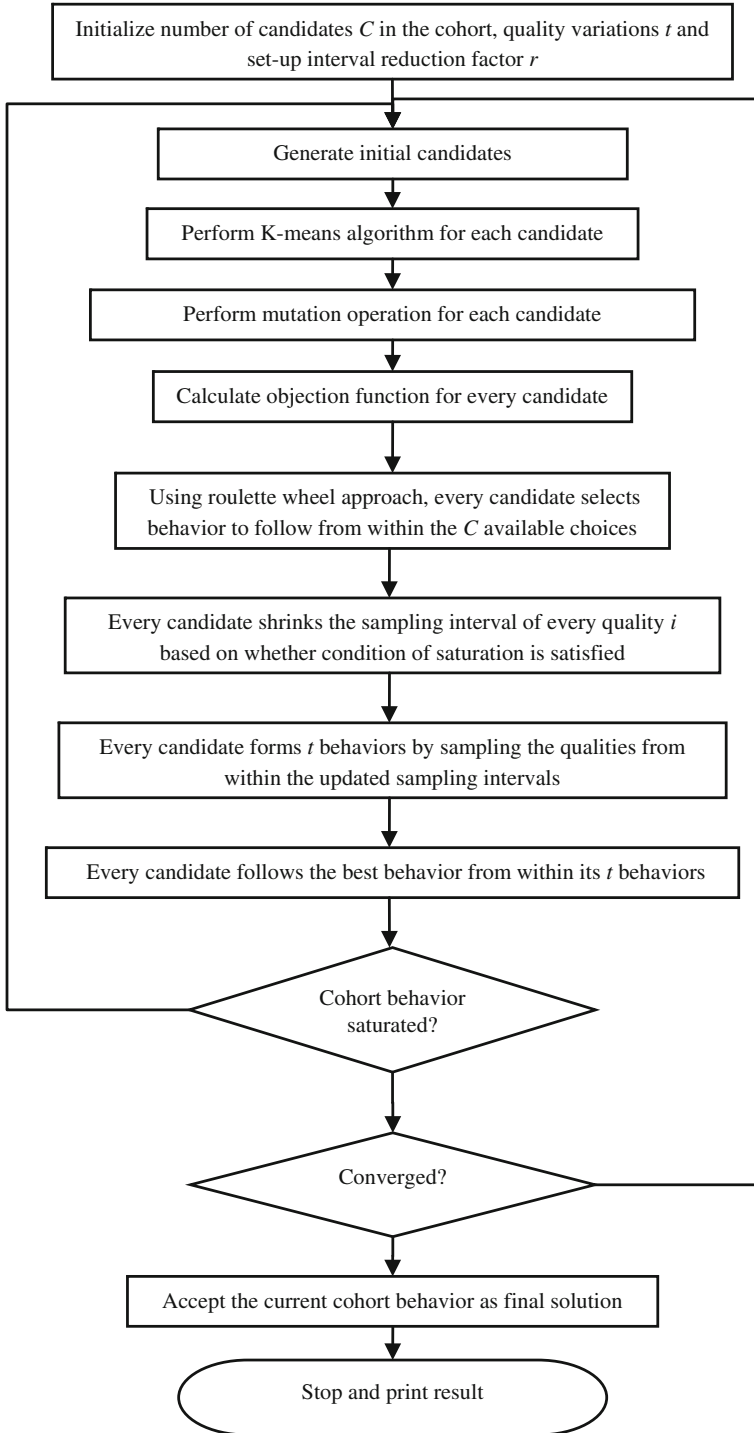 Initialize number of candidates C in the cohort, quality variations t and
set-up interval reduction factor r
Generate initial candidates
Perform K-means algorithm for each candidate
Perform mutation operation for each candidate
Calculate objection function for every candidate
Using roulette wheel approach, every candidate selects
behavior to follow from within the C available choices
Every candidate shrinks the sampling interval of every quality i
based on whether condition of saturation is satisfied
Every candidate forms t behaviors by sampling the qualities from
within the updated sampling intervals
Every candidate follows the best behavior from within its t behaviors
Cohort behavior
saturated?
Converged?
Accept the current cohort behavior as final solution
Stop and print result